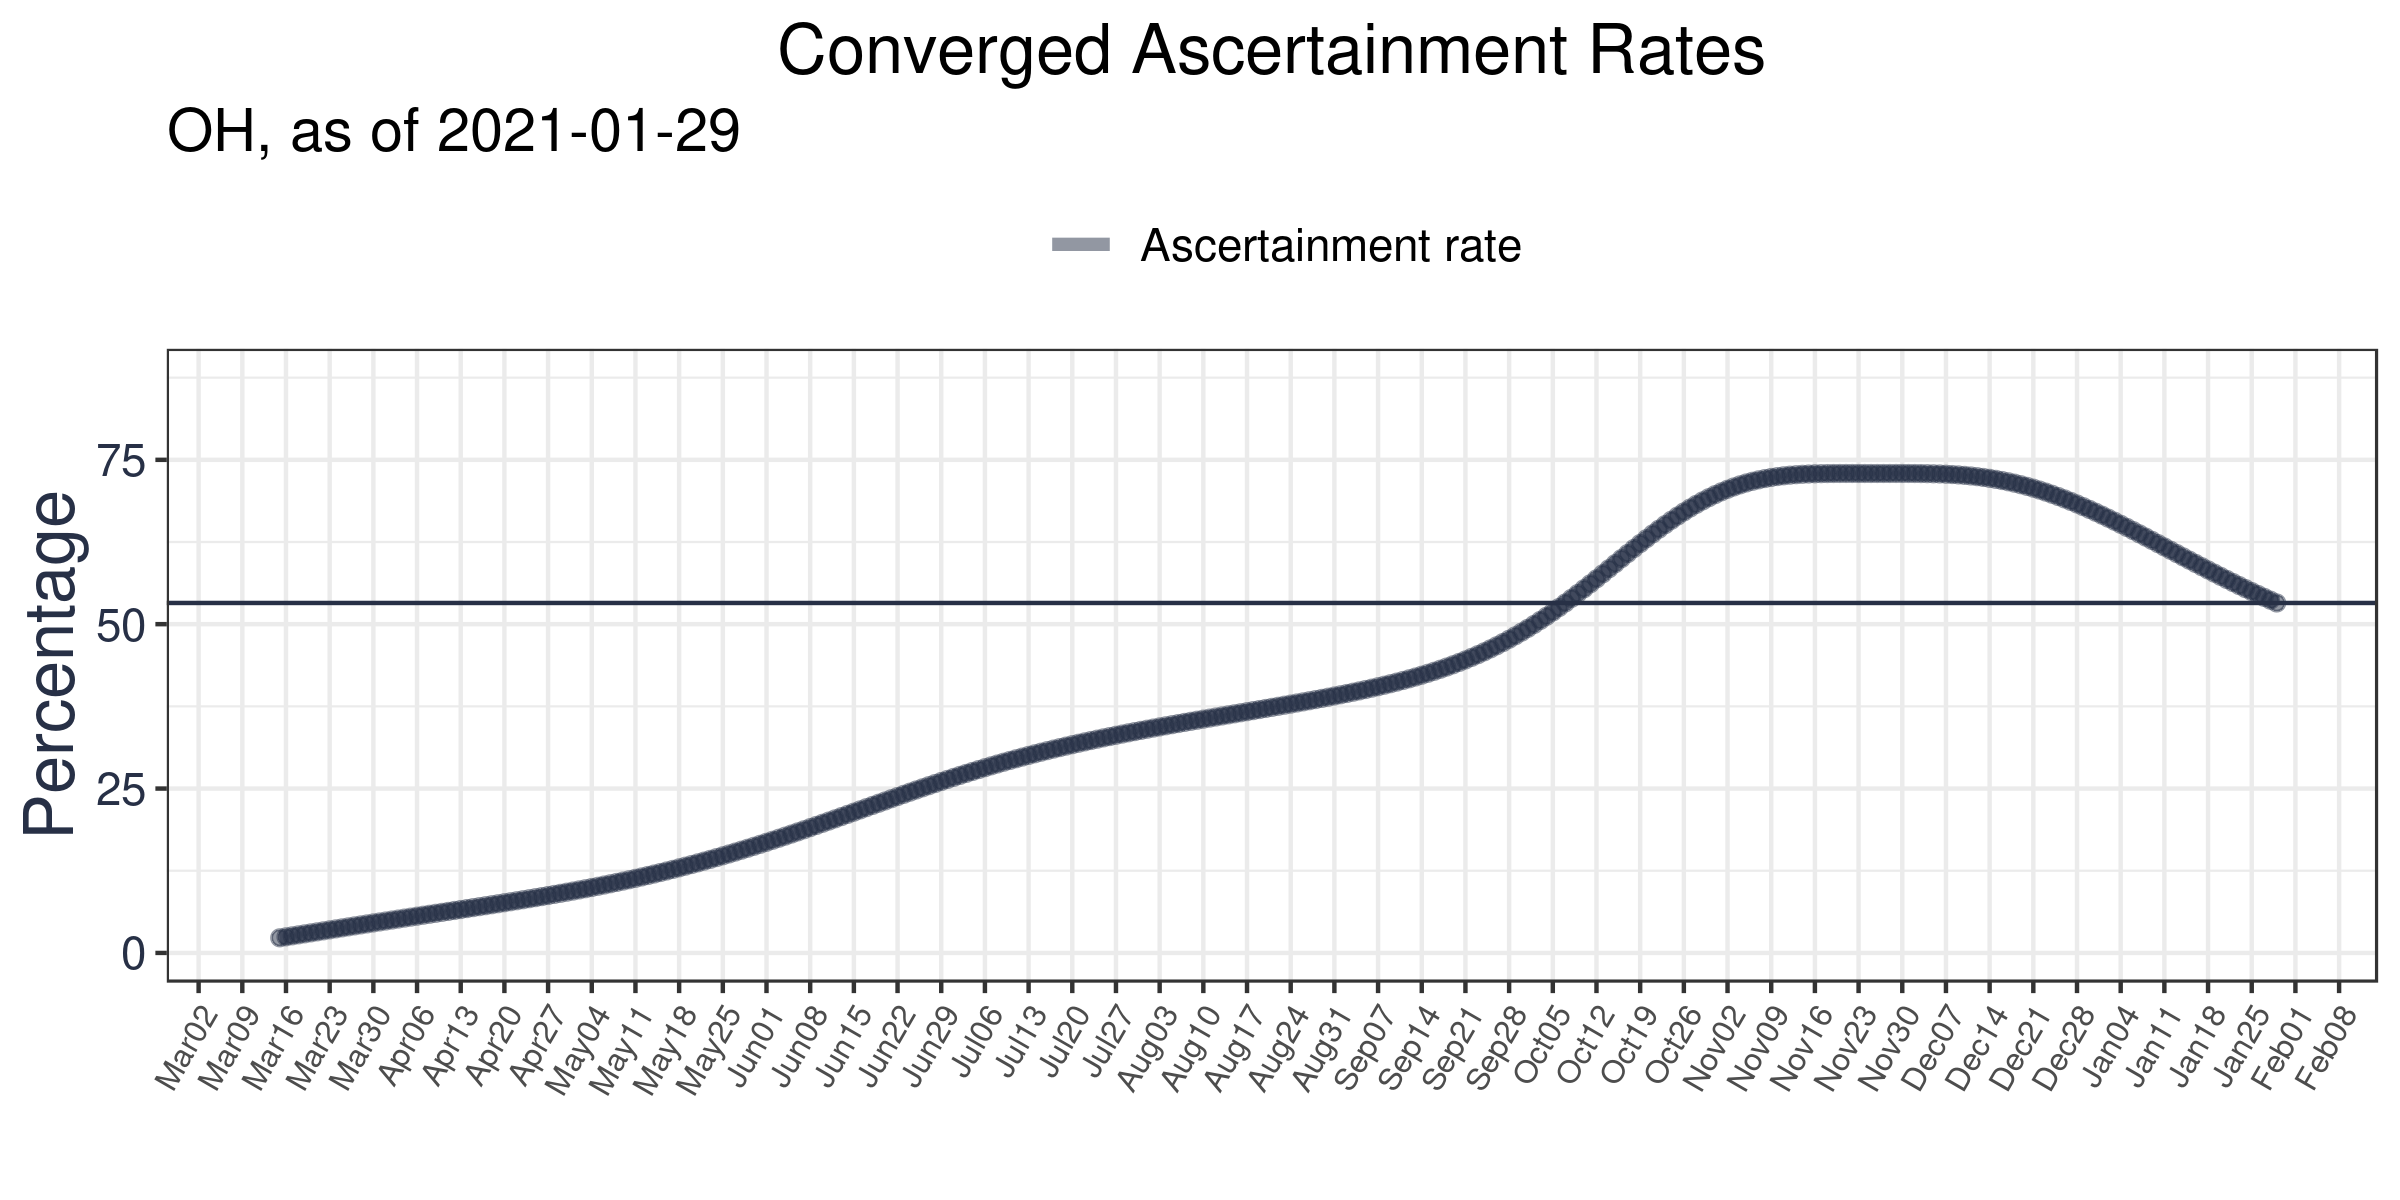 Converged Ascertainment Rates
OH, as of 2021-01-29
Ascertainment rate
Percentage
75
50
25
0
Mar02 Mar09 Mar16 Mar23 Mar30 Apr06 Apr13 Apr20 Apr27 May04 May11 May18 May25 Jun01 Jun08 Jun15 Jun22 Jun29 Jul06 Jul13 Jul20 Jul27 Aug03 Aug10 Aug17 Aug24 Aug31 Sep07 Sep14 Sep21 Sep28 Oct05 Oct12 Oct19 Oct26 Nov02 Nov09 Nov16 Nov23 Nov30 Dec07 Dec14 Dec21 Dec28 Jan04 Jan11 Jan18 Jan25 Feb01 Feb08